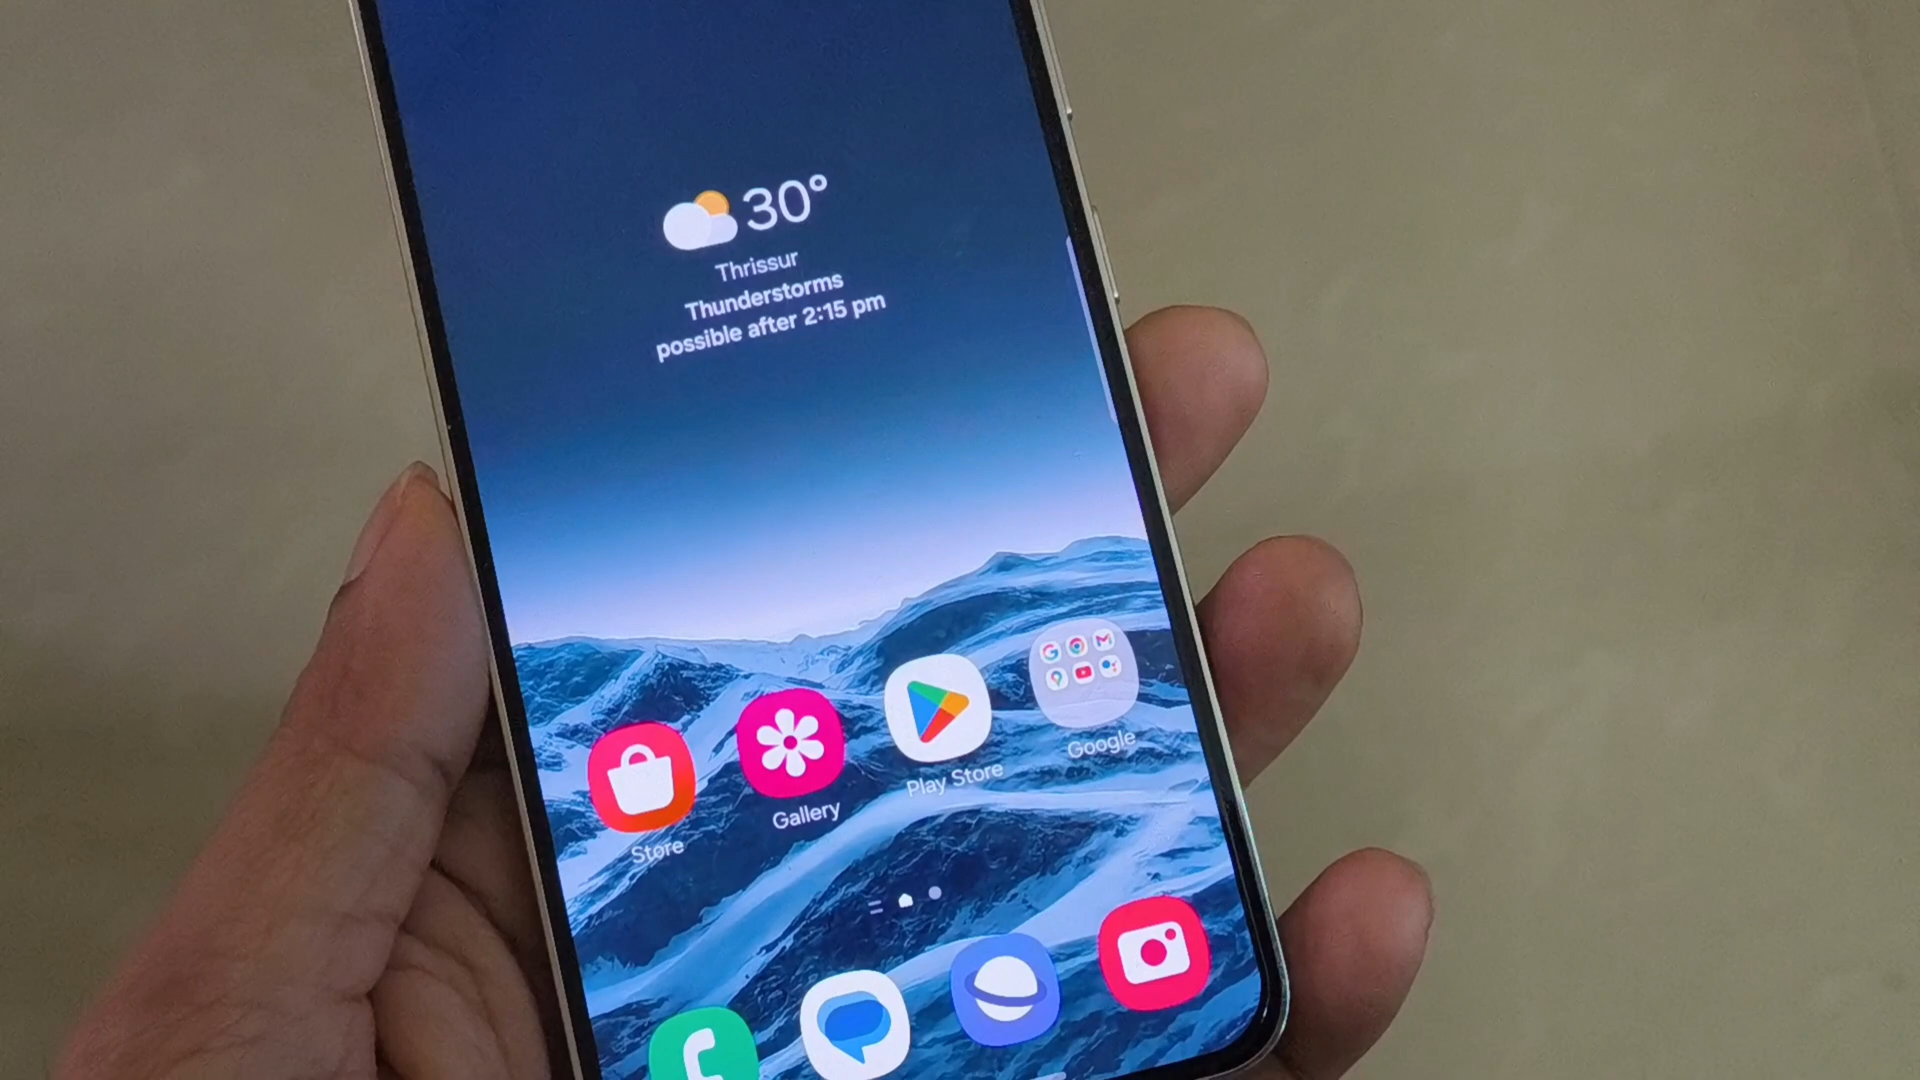 30°
Thrissur
Thunderstorms
possible after 2:15 pm
Store
Gallery
Play Store
Google